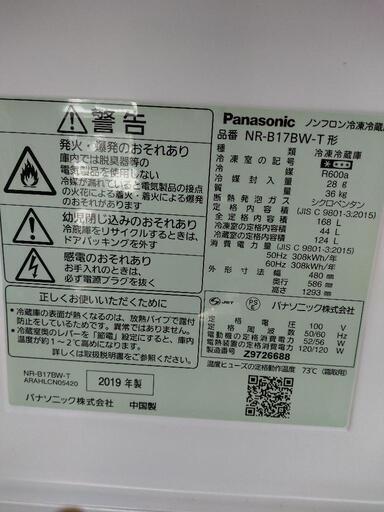 警告
発火・爆発のおそれあり
庫内では脱臭器等の
電気製品を使用しない
冷媒が漏れていると電気製品の接点
の火花による着火・着火による爆発
のおそれあり
幼児閉じ込みのおそれあり
冷蔵庫をリサイクルするときは、
ドアパッキングを外す
感電のおそれあり
お手入れのときは、
必ず電源プラグを抜く
正しくお使いいただくために
●冷蔵庫の表面が熱くなるのは、放熱パイプで露付
防止をしているためで、異常ではありません。
●温度調節のレバーを「節電」設定にすると、庫内
温度が約1～2℃高めになります。
詳しくは取扱説明書をご覧ください。
NR-B17BW-T
ARAHLCN05420
2019 年製
パナソニック株式会社 中国製
Panasonic ノンフロン冷凍冷蔵
品番 NR-B17BW-T 形
種類 冷凍冷蔵庫
冷凍室の記号
冷媒 R600a
冷媒封入量 28 g
質量 36 kg
断熱発泡ガス シクロペンタン
全定格内容積 (JIS C 9801-3:2015) 168 L
冷凍室の定格内容積 44 L
冷蔵室の定格内容積 124 L
消費電力量 (JIS C 9801-3:2015)
50Hz 308kWh/年
60Hz 308kWh/年
外形寸法 幅 480 mm
奥行 586 mm
高さ 1293 mm
JET PS E パナソニック株式会社
定格電圧 100 V
定格周波数 50/60 Hz
電動機の定格消費電力 52/56 W
電熱装置の定格消費電力 120/120 W
製造番号 Z9726688
温度ヒューズの定格動作温度 73℃ (霜取用)